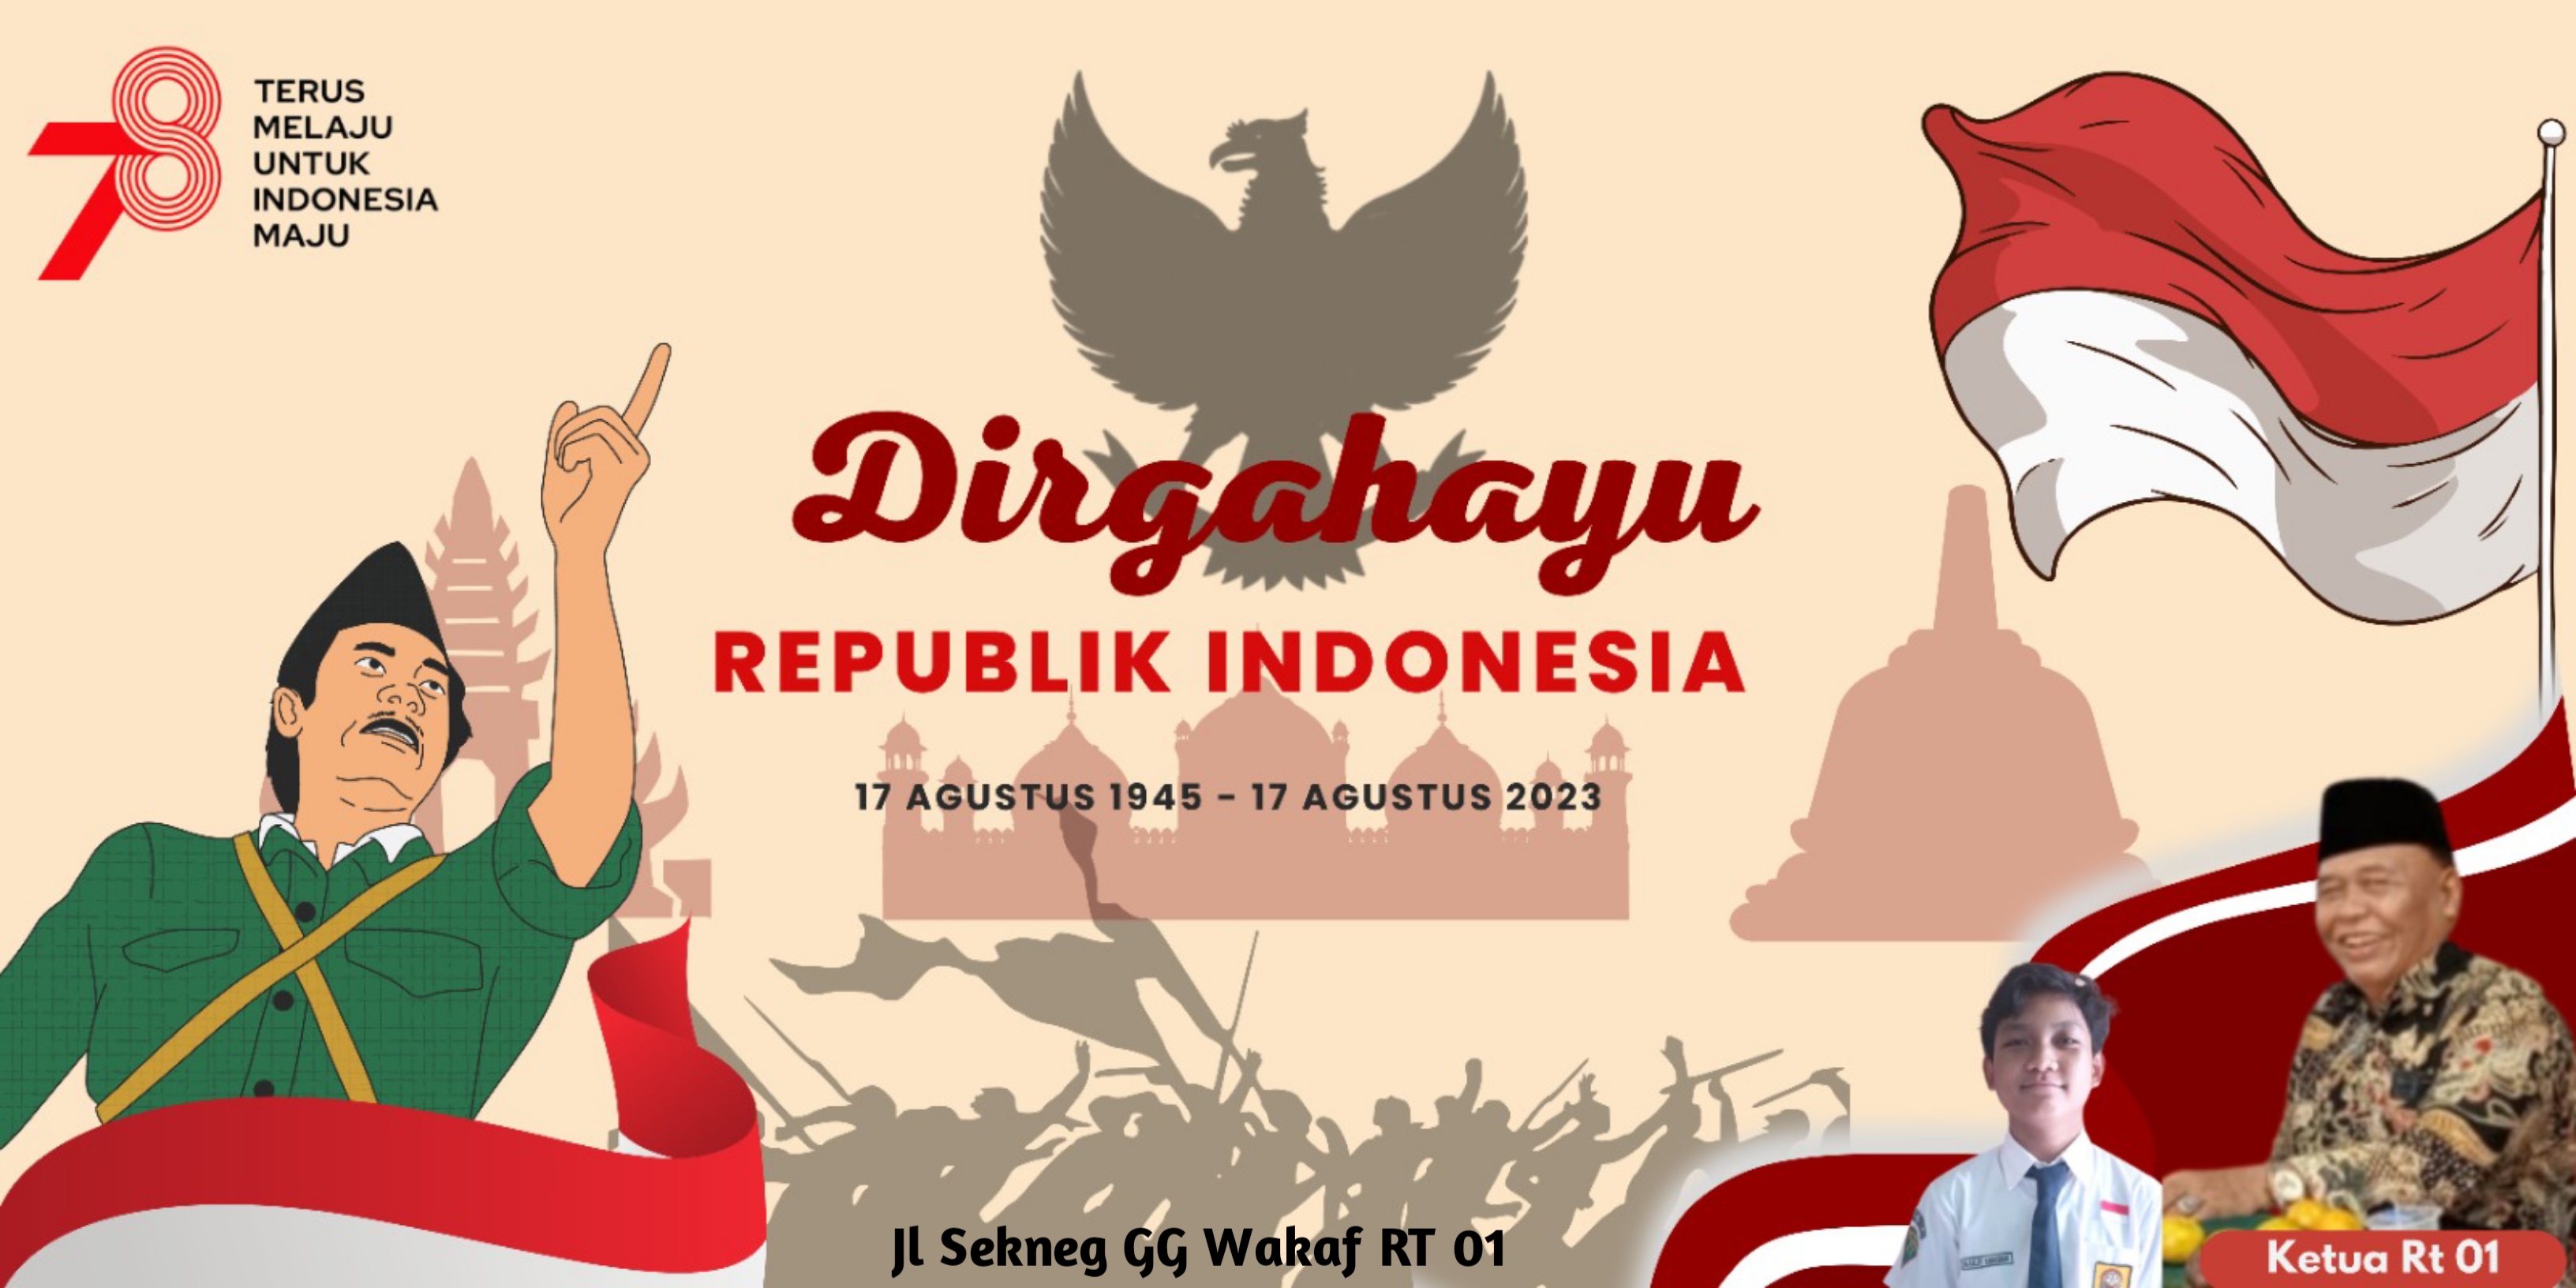 78
TERUS
MELAJU
UNTUK
INDONESIA
MAJU
Dirgahayu
REPUBLIK INDONESIA
17 AGUSTUS 1945 - 17 AGUSTUS 2023
Jl Sekneg GG Wakaf RT 01
Ketua Rt 01